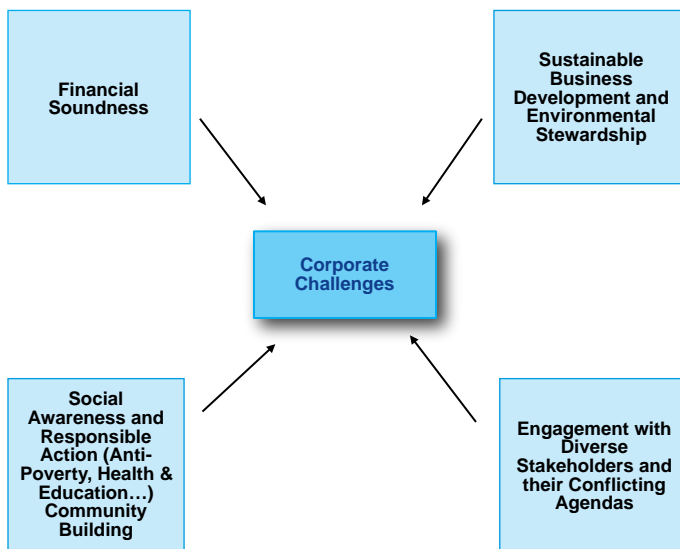 Financial
Soundness
Sustainable
Business
Development and
Environmental
Stewardship
Corporate
Challenges
Social
Awareness and
Responsible
Action (Anti-
Poverty, Health &
Education...)
Community
Building
Engagement with
Diverse
Stakeholders and
their Conflicting
Agendas